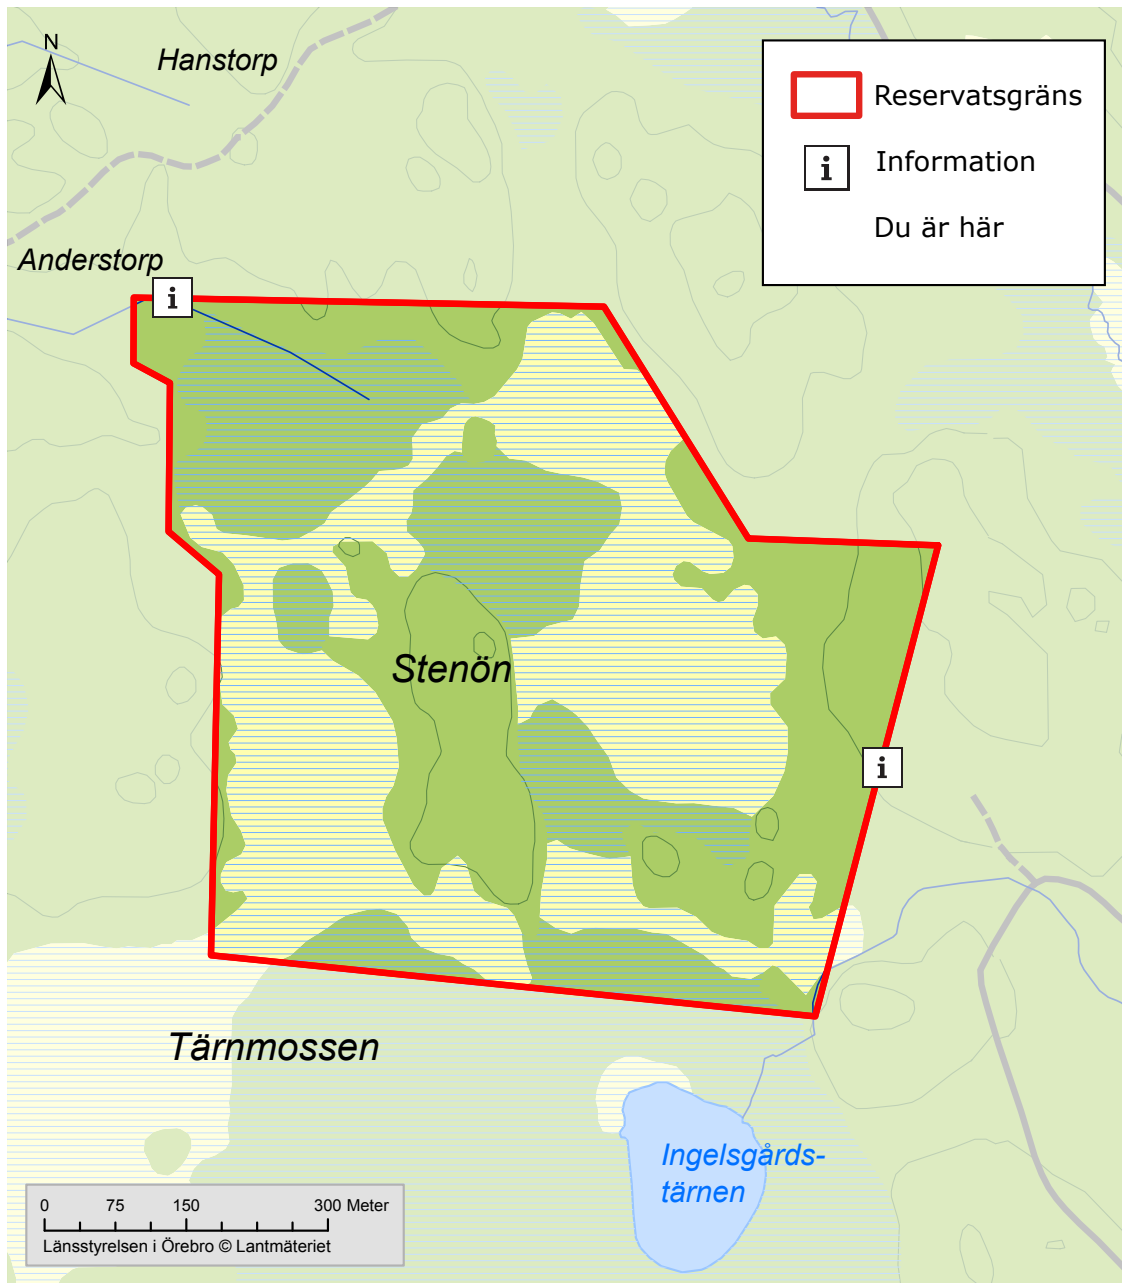 N
Hanstorp
Reservatsgräns
i Information
Du är här
Anderstorp
i
Stenön
i
Tärnmossen
Ingelsgårds-
tärnen
0 75 150 300 Meter
Länsstyrelsen i Örebro © Lantmäteriet